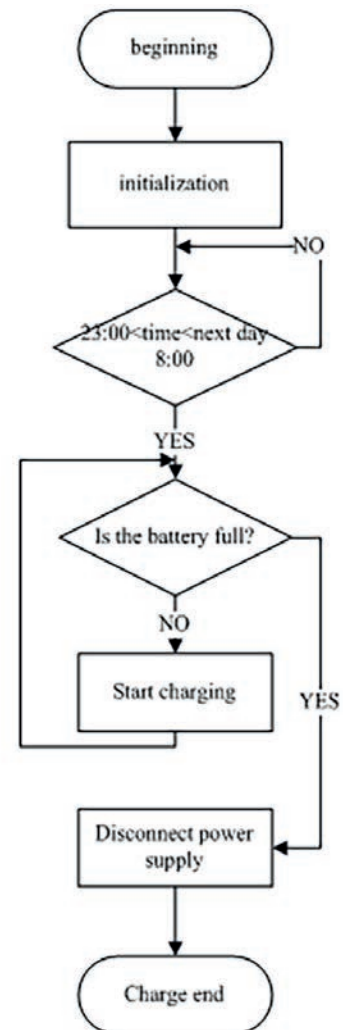 beginning
initialization
NO
23:00<time<next day
8:00
YES
Is the battery full?
NO
Start charging
YES
Disconnect power
supply
Charge end